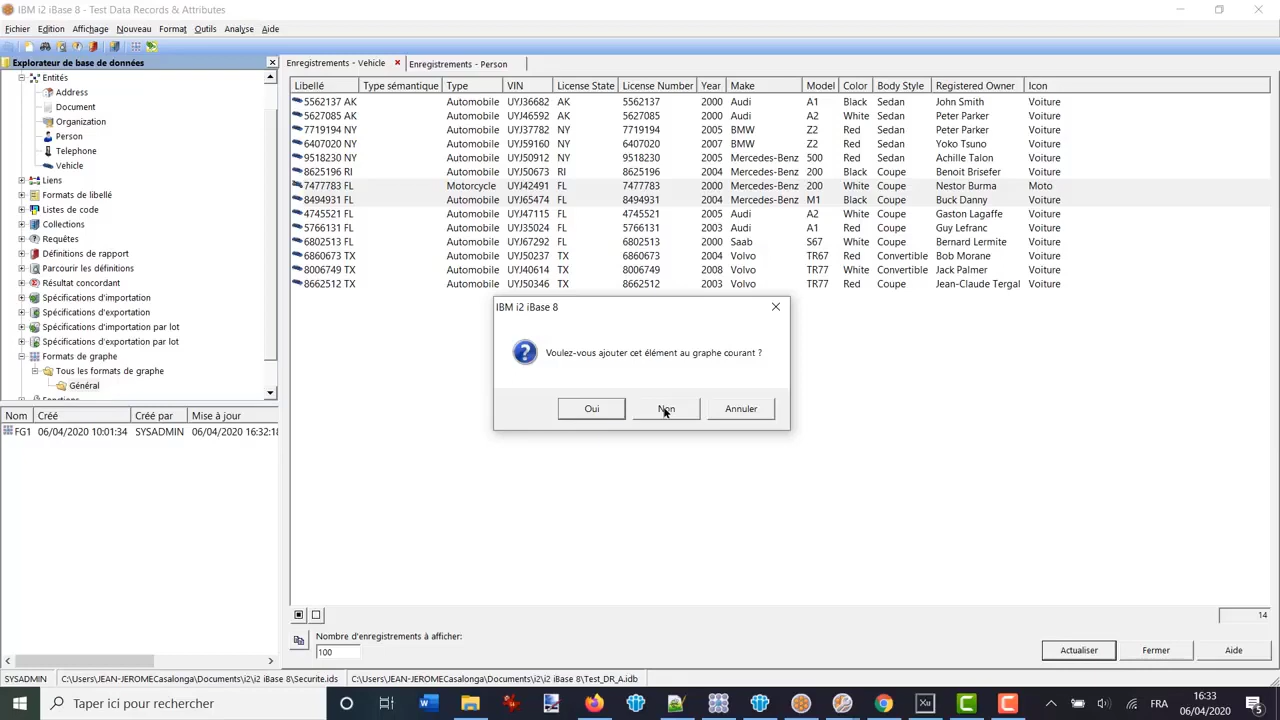 IBM i2 iBase 8 - Test Data Records & Attributes
Fichier Edition Affichage Nouveau Format Outils Analyse Aide
Explorateur de base de données
Entités
Address
Document
Organization
Person
Telephone
Vehicle
Liens
Formats de libellé
Listes de code
Collections
Requêtes
Définitions de rapport
Parcourir les définitions
Résultat concordant
Spécifications d'importation
Spécifications d'exportation
Spécifications d'importation par lot
Spécifications d'exportation par lot
Formats de graphe
Tous les formats de graphe
Général
Nom Créé Créé par Mise à jour
FG1 06/04/2020 10:01:34 SYSADMIN 06/04/2020 16:32:18
Enregistrements - Vehicle Enregistrements - Person
Libellé Type sémantique Type VIN License State License Number Year Make Model Color Body Style Registered Owner Icon
5562137 AK Automobile UYJ36682 AK 5562137 2000 Audi A1 Black Sedan John Smith Voiture
5627085 AK Automobile UYJ46592 AK 5627085 2000 Audi A2 White Sedan Peter Parker Voiture
7719194 NY Automobile UYJ37782 NY 7719194 2005 BMW Z2 Red Sedan Peter Parker Voiture
6407020 NY Automobile UYJ59160 NY 6407020 2007 BMW Z2 Red Sedan Yoko Tsuno Voiture
9518230 NY Automobile UYJ50912 NY 9518230 2005 Mercedes-Benz 500 Red Sedan Achille Talon Voiture
8625196 RI Automobile UYJ50673 RI 8625196 2004 Mercedes-Benz 200 Black Coupe Benoit Brisefer Voiture
7477783 FL Motorcycle UYJ42491 FL 7477783 2000 Mercedes-Benz 200 White Coupe Nestor Burma Moto
8494931 FL Automobile UYJ65474 FL 8494931 2004 Mercedes-Benz M1 Black Coupe Buck Danny Voiture
4745521 FL Automobile UYJ47115 FL 4745521 2005 Audi A2 White Coupe Gaston Lagaffe Voiture
5766131 FL Automobile UYJ35024 FL 5766131 2003 Audi A1 Red Coupe Guy Lefranc Voiture
6802513 FL Automobile UYJ67292 FL 6802513 2000 Saab S67 White Coupe Bernard Lermite Voiture
6860673 TX Automobile UYJ50237 TX 6860673 2004 Volvo TR67 Red Convertible Bob Morane Voiture
8006749 TX Automobile UYJ40614 TX 8006749 2008 Volvo TR77 White Convertible Jack Palmer Voiture
8662512 TX Automobile UYJ50346 TX 8662512 2003 Volvo TR77 Red Coupe Jean-Claude Tergal Voiture
IBM i2 iBase 8
Voulez-vous ajouter cet élément au graphe courant ?
Oui Non Annuler
14
Nombre d'enregistrements à afficher:
100
Actualiser Fermer Aide
SYSADMIN C:\Users\JEAN-JEROMECasalonga\Documents\i2\i2 iBase 8\Securite.ids C:\Users\JEAN-JEROMECasalonga\Documents\i2\i2 iBase 8\Test_DR_A.idb
Taper ici pour rechercher
FRA
16:33
06/04/2020